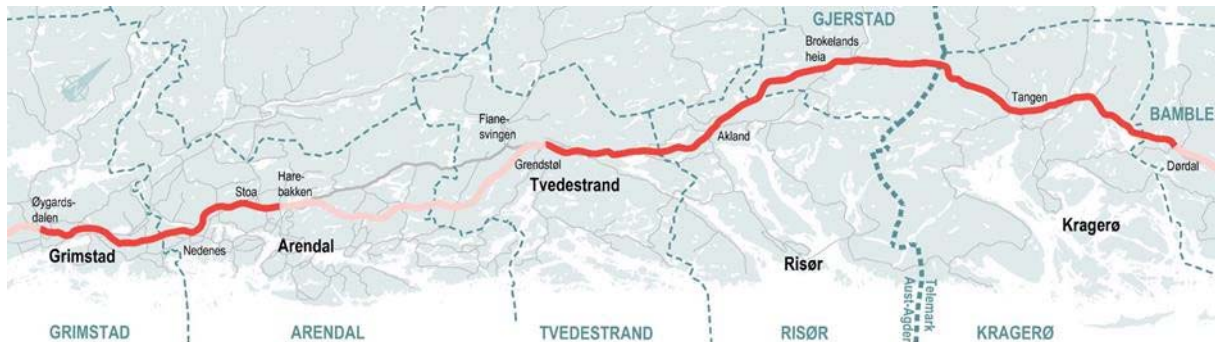 GJERSTAD
Brokelands
heia
Tangen
BAMBLE
Fiane-
svingen
Akland
Dørdal
Grendstøl
Tvedestrand
Hare-
bakken
Stoa
Øygards-
dalen
Kragerø
Arendal
Nedenes
Grimstad
Risør
Telemark
Aust-Agder
GRIMSTAD
ARENDAL
TVEDESTRAND
RISØR
KRAGERØ